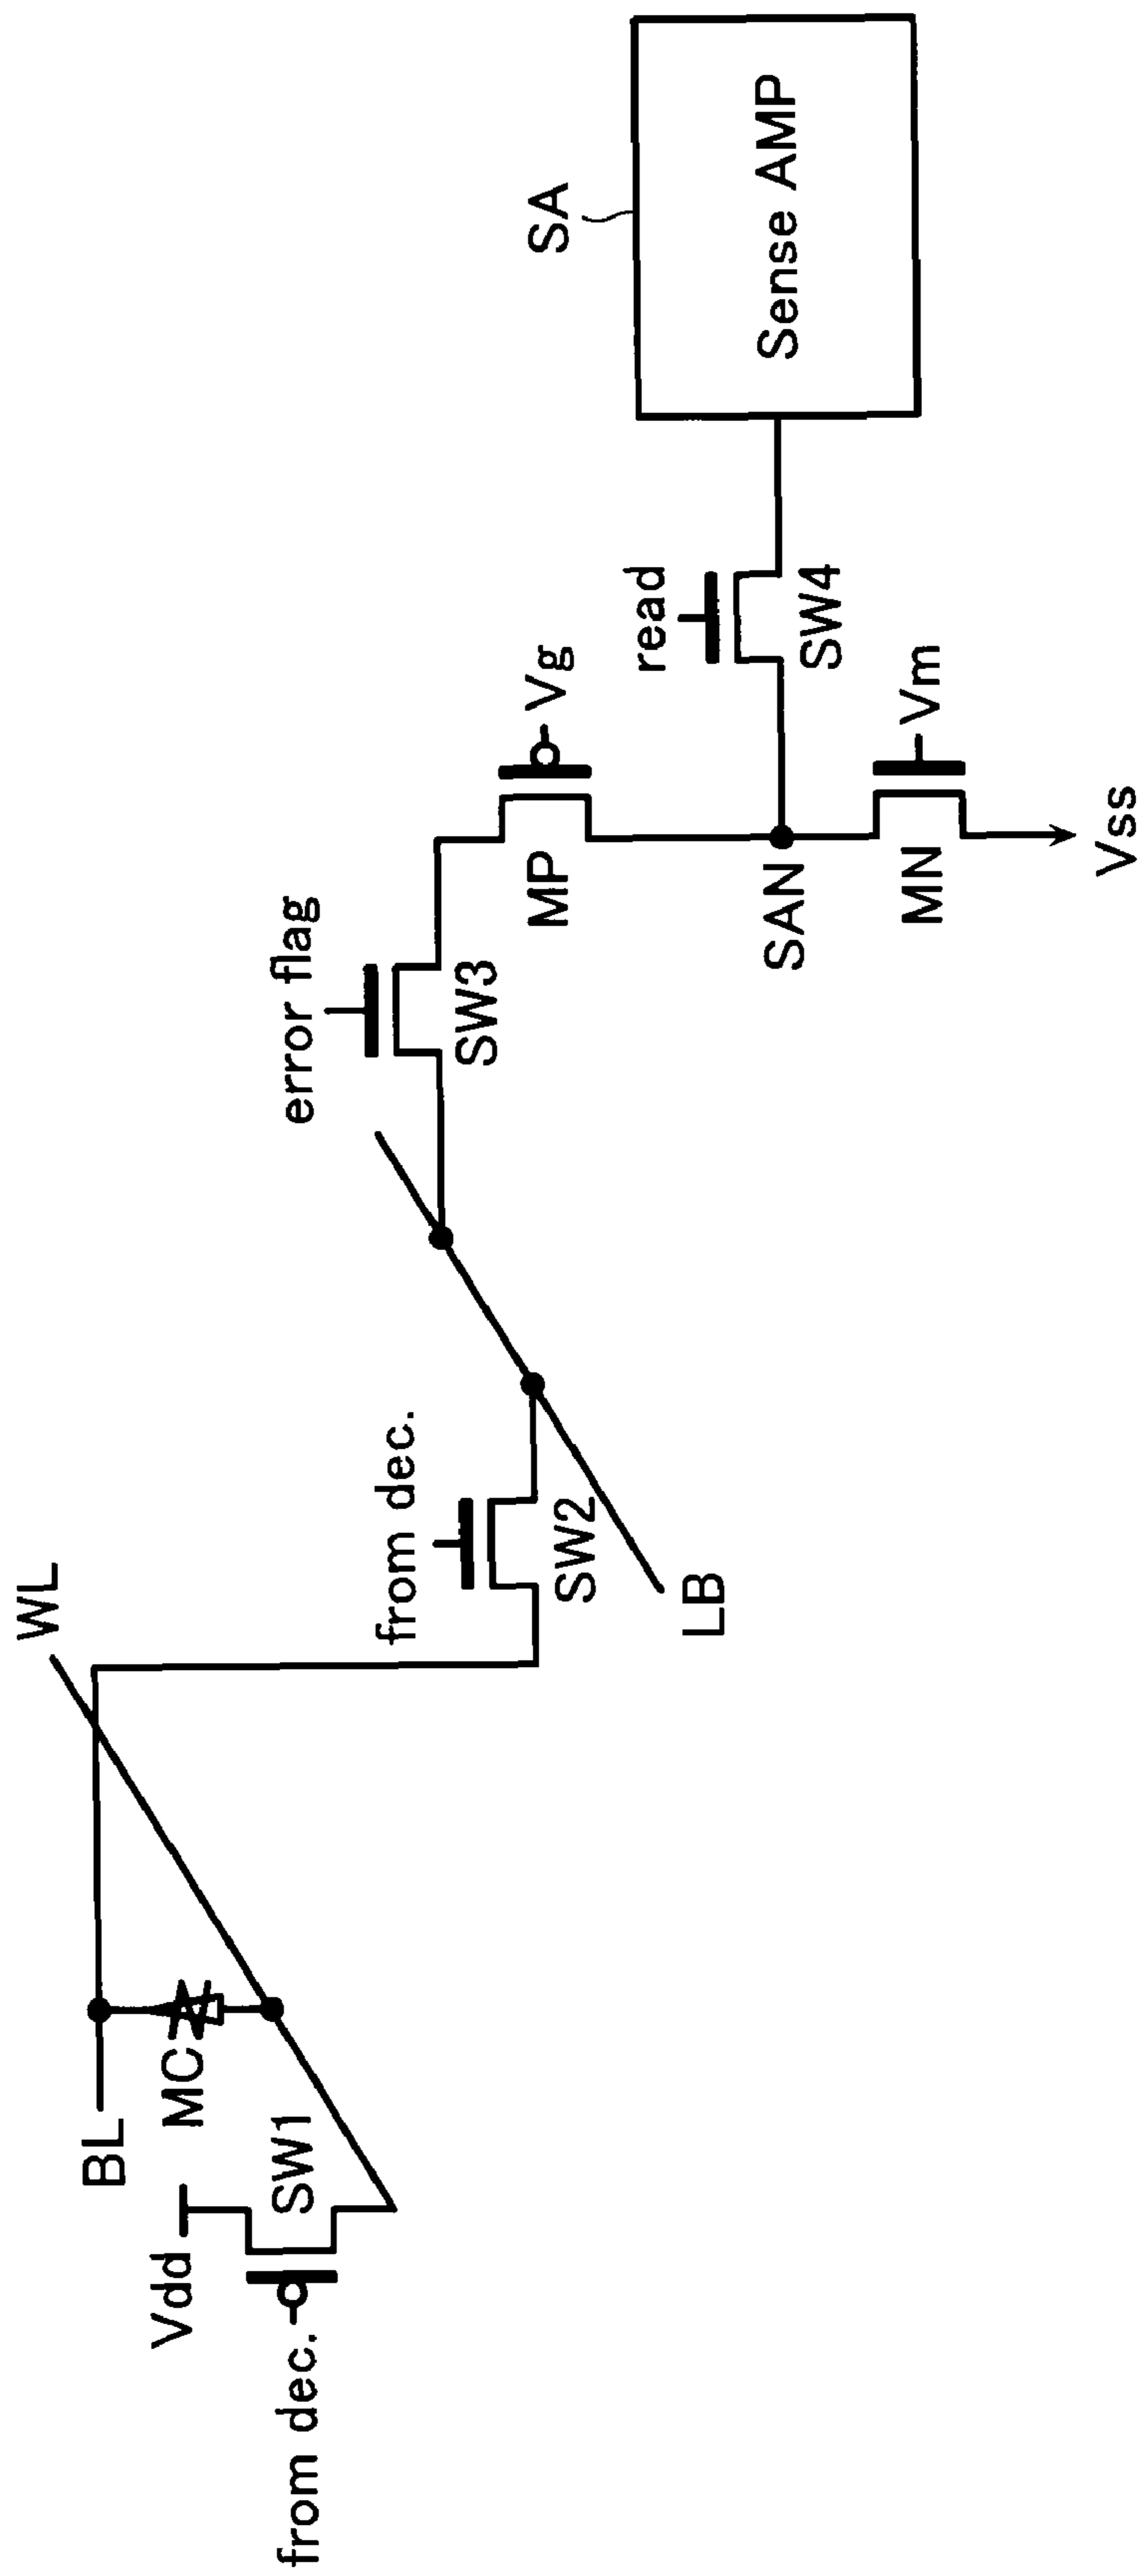 from dec.
Vdd
SW1
BL
MC
WL
from dec.
SW2
LB
error flag
SW3
MP
Vg
SAN
MN
Vm
Vss
read
SW4
SA
Sense AMP